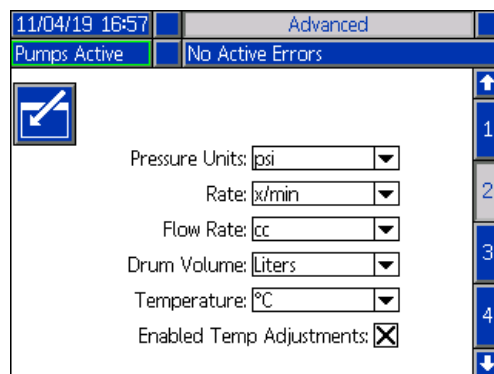 11/04/19 16:57 Advanced
Pumps Active No Active Errors
1
Pressure Units: psi
Rate: x/min
2
Flow Rate: cc
Drum Volume: Liters
3
Temperature: °C
4
Enabled Temp Adjustments: